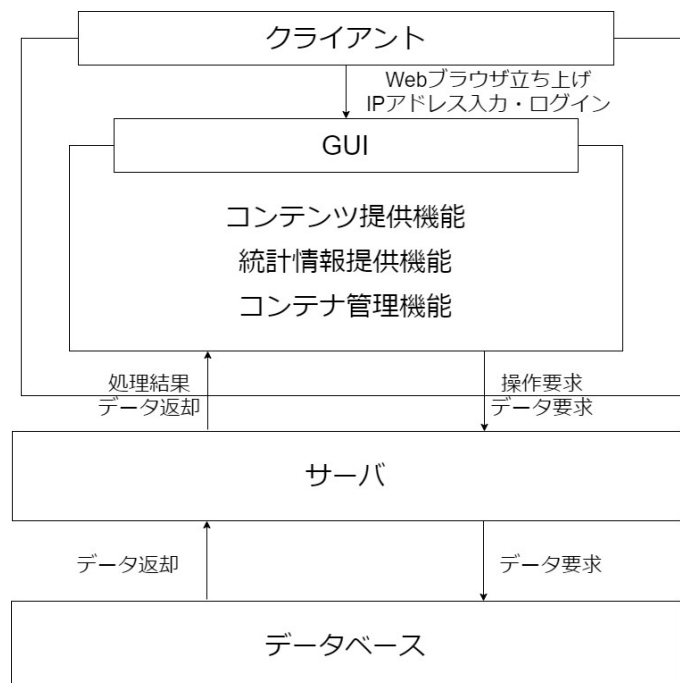 クライアント
Webブラウザ立ち上げ
IPアドレス入力・ログイン
GUI
コンテンツ提供機能
統計情報提供機能
コンテナ管理機能
処理結果
データ返却
操作要求
データ要求
サーバ
データ返却
データ要求
データベース